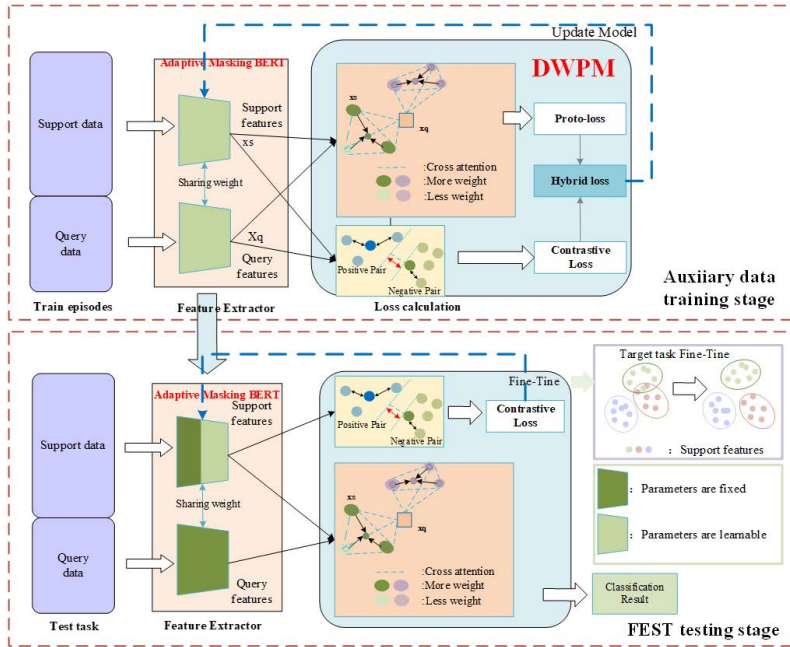 Update Model
Adaptive Masking BERT
DWPM
Support data
Support
features
xs
xs
xq
Proto-loss
Sharing weight
:Cross attention
:More weight
:Less weight
Hybrid loss
Query
data
Xq
Query
features
Positive Pair
Negative Pair
Contrastive
Loss
Train episodes
Feature Extractor
Loss calculation
Auxiiary data
training stage
Adaptive Masking BERT
Fine-Tine
Target task Fine-Tine
Support data
Support
features
Positive Pair
Negative Pair
Contrastive
Loss
: Support features
Sharing weight
xs
xq
: Parameters are fixed
: Parameters are learnable
Query
data
Query
features
:Cross attention
:More weight
:Less weight
Classification
Result
Test task
Feature Extractor
FEST testing stage